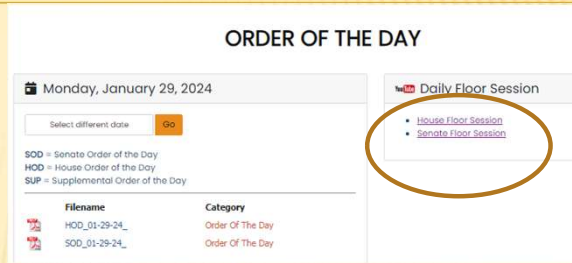 ORDER OF THE DAY
Monday, January 29, 2024
Select different date Go
SOD = Senate Order of the Day
HOD = House Order of the Day
SUP = Supplemental Order of the Day
Filename Category
HOD_01-29-24_ Order Of The Day
SOD_01-29-24_ Order Of The Day
YouTube Daily Floor Session
House Floor Session
Senate Floor Session